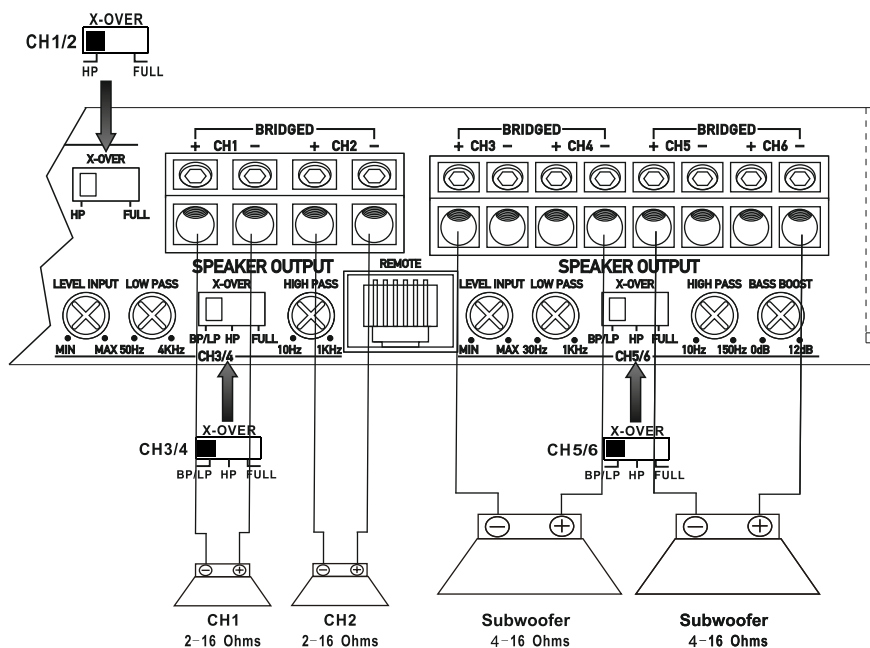 X-OVER
CH1/2
HP FULL
BRIDGED BRIDGED BRIDGED
+ CH1 − + CH2 − + CH3 − + CH4 − + CH5 − + CH6 −
X-OVER
HP FULL
SPEAKER OUTPUT REMOTE SPEAKER OUTPUT
LEVEL INPUT LOW PASS X-OVER HIGH PASS LEVEL INPUT LOW PASS X-OVER HIGH PASS BASS BOOST
BP/LP HP FULL BP/LP HP FULL
MIN MAX 50Hz 4KHz 10Hz 1KHz MIN MAX 30Hz 1KHz 10Hz 150Hz 0dB 12dB
CH3/4 CH5/6
X-OVER X-OVER
CH3/4 CH5/6
BP/LP HP FULL BP/LP HP FULL
− + − + − + − +
CH1 CH2 Subwoofer Subwoofer
2−16 Ohms 2−16 Ohms 4−16 Ohms 4−16 Ohms